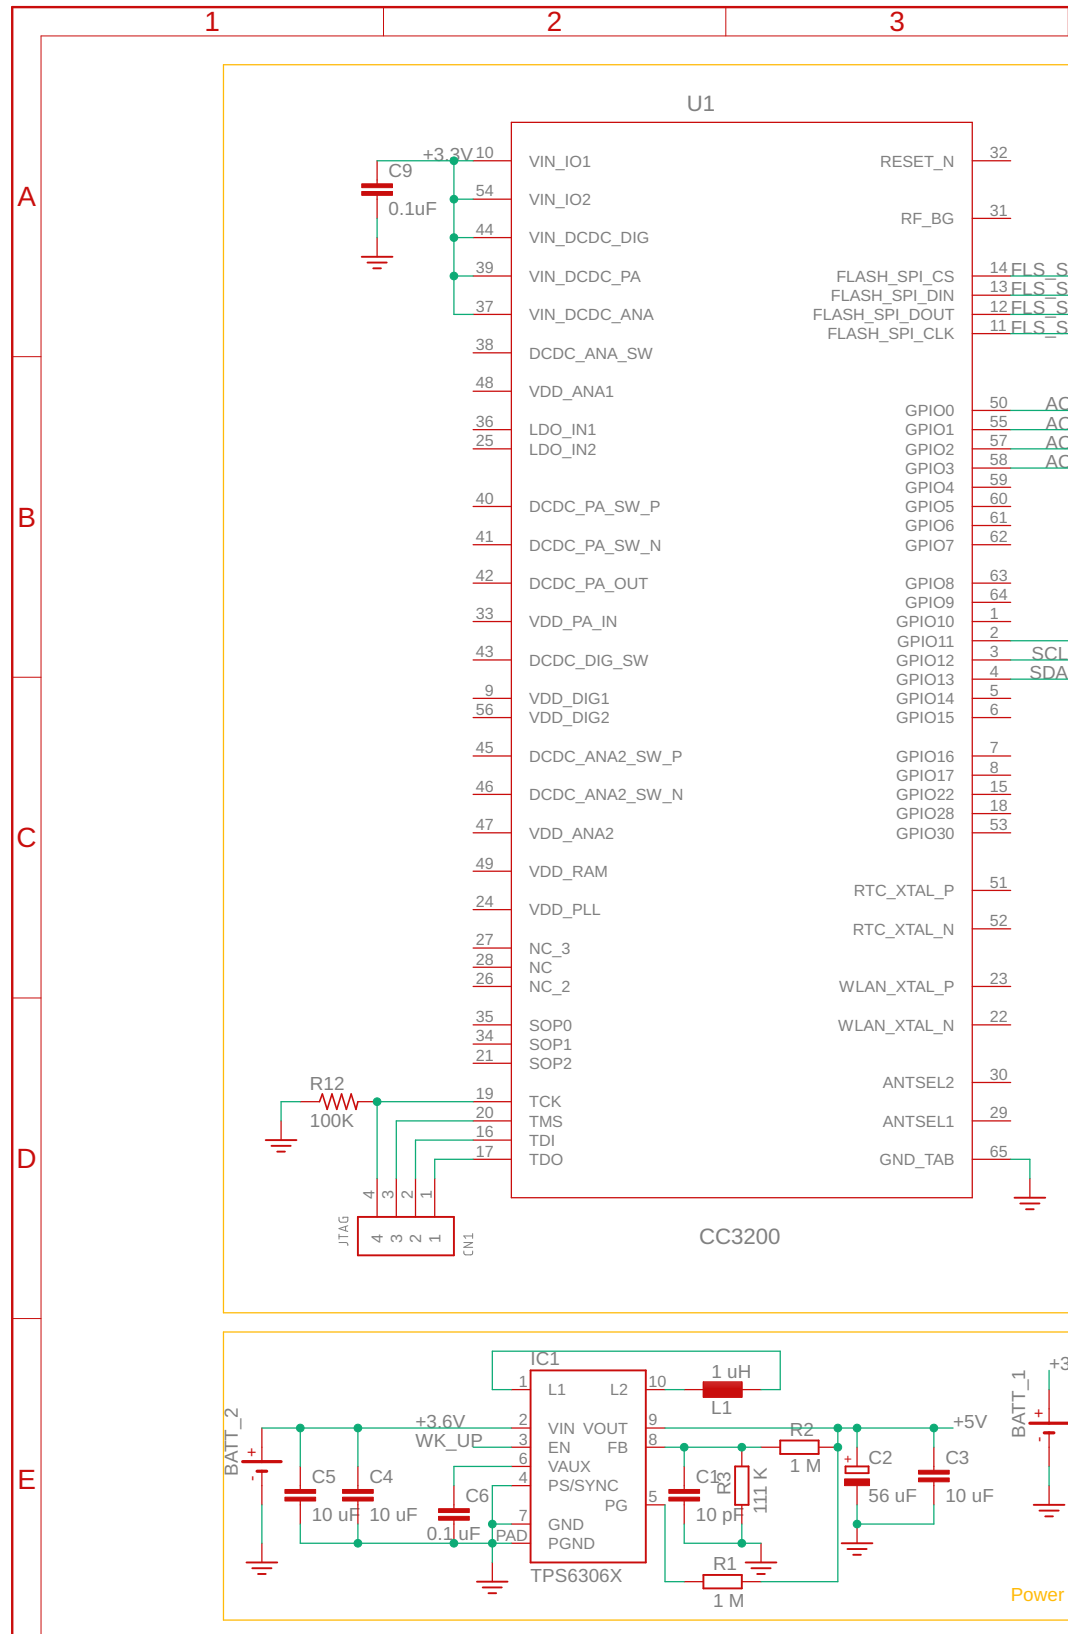 1 2 3
A
B
C
D
E
U1
+3.3V
C9
0.1uF
10 VIN_IO1
54 VIN_IO2
44 VIN_DCDC_DIG
39 VIN_DCDC_PA
37 VIN_DCDC_ANA
38 DCDC_ANA_SW
48 VDD_ANA1
36 LDO_IN1
25 LDO_IN2
40 DCDC_PA_SW_P
41 DCDC_PA_SW_N
42 DCDC_PA_OUT
33 VDD_PA_IN
43 DCDC_DIG_SW
9 VDD_DIG1
56 VDD_DIG2
45 DCDC_ANA2_SW_P
46 DCDC_ANA2_SW_N
47 VDD_ANA2
49 VDD_RAM
24 VDD_PLL
27 NC_3
28 NC
26 NC_2
35 SOP0
34 SOP1
21 SOP2
19 TCK
20 TMS
16 TDI
17 TDO
RESET_N 32
RF_BG 31
FLASH_SPI_CS 14 FLS_S
FLASH_SPI_DIN 13 FLS_S
FLASH_SPI_DOUT 12 FLS_S
FLASH_SPI_CLK 11 FLS_S
GPIO0 50 AC
GPIO1 55 AC
GPIO2 57 AC
GPIO3 58 AC
GPIO4 59
GPIO5 60
GPIO6 61
GPIO7 62
GPIO8 63
GPIO9 64
GPIO10 1
GPIO11 2
GPIO12 3 SCL
GPIO13 4 SDA
GPIO14 5
GPIO15 6
GPIO16 7
GPIO17 8
GPIO22 15
GPIO28 18
GPIO30 53
RTC_XTAL_P 51
RTC_XTAL_N 52
WLAN_XTAL_P 23
WLAN_XTAL_N 22
ANTSEL2 30
ANTSEL1 29
GND_TAB 65
R12
100K
4 3 2 1
JTAG
4 3 2 1
CN1
CC3200
IC1
1 L1
2 VIN
3 EN
6 VAUX
4 PS/SYNC
7 GND
PAD PGND
L2 10
VOUT 9
FB 8
PG 5
TPS6306X
1 uH
L1
BATT_2
+
-
+3.6V
WK_UP
C5
10 uF
C4
10 uF
C6
0.1 uF
C1
10 pF
R3
111 K
R2
1 M
R1
1 M
+5V
+
C2
56 uF
C3
10 uF
BATT_1
+3
+
-
Power